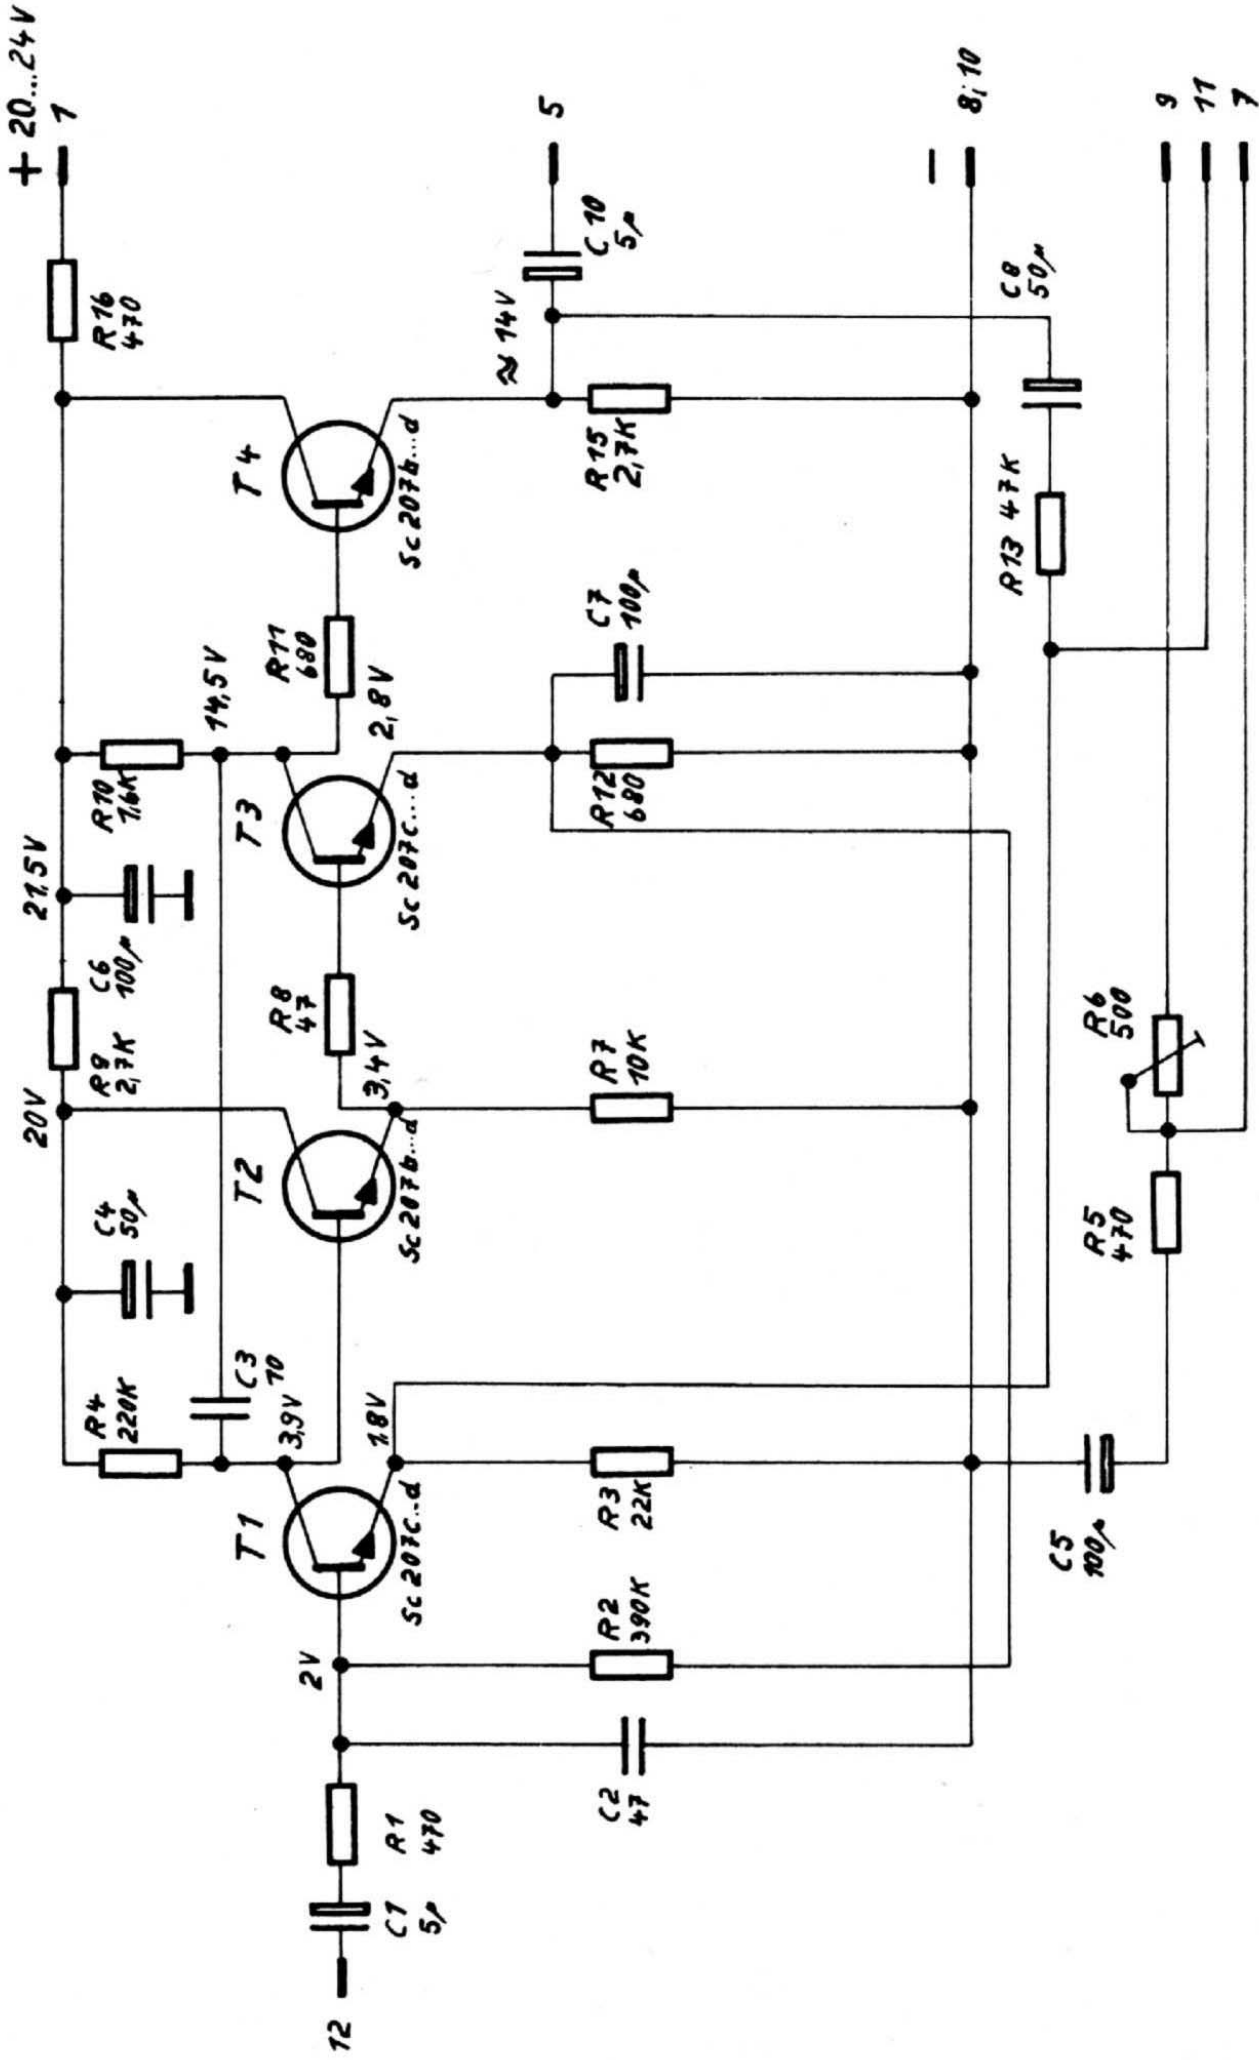 + 20...24V
1
R16
470
21,5V
20V
R9
2,7K
C6
100µ
R10
1,6K
14,5V
C4
50µ
R4
220K
C3
10
3,9V
T1
T2
T3
T4
R11
680
2,8V
R8
47
3,4V
1,8V
2V
Sc 207c...d
Sc 207b...d
Sc 207c...d
Sc 207b...d
12
C1
5µ
R1
470
C2
47
R2
390K
R3
22K
R7
10K
R12
680
C7
100µ
R15
2,7K
≈ 14V
C10
5µ
5
–
8; 10
C8
50µ
R13 47K
C5
100µ
R5
470
R6
500
9
11
7